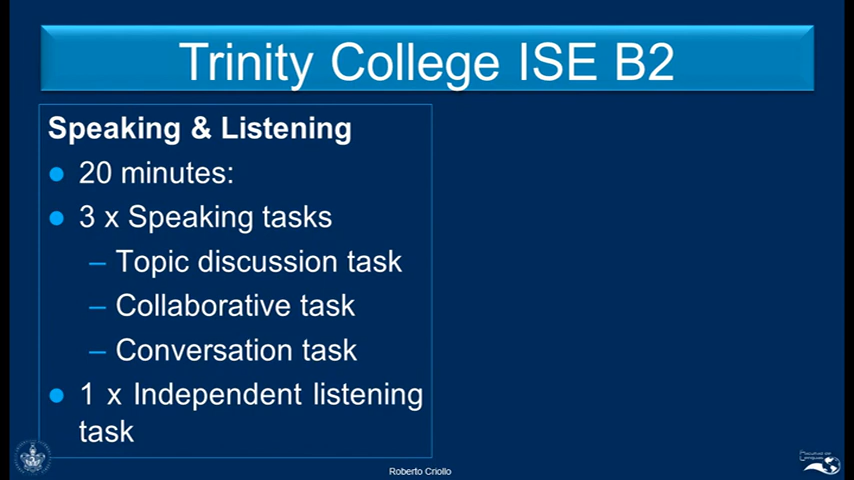 Trinity College ISE B2
Speaking & Listening
20 minutes:
3 x Speaking tasks
– Topic discussion task
– Collaborative task
– Conversation task
1 x Independent listening
task
Roberto Criollo